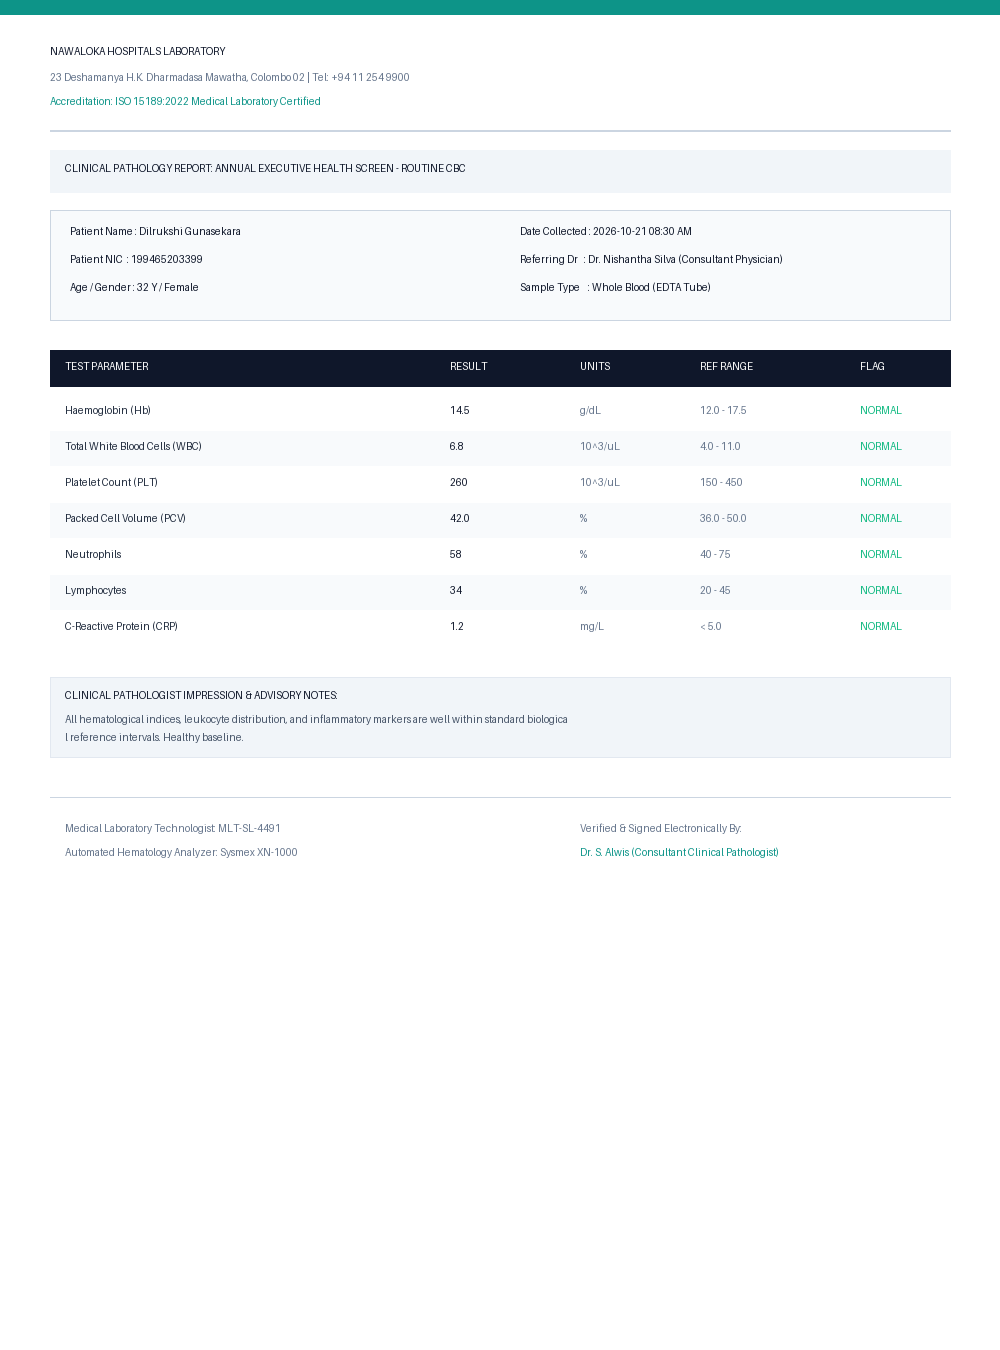 NAWALOKA HOSPITALS LABORATORY
23 Deshamanya H.K. Dharmadasa Mawatha, Colombo 02 | Tel: +94 11 254 9900
Accreditation: ISO 15189:2022 Medical Laboratory Certified
CLINICAL PATHOLOGY REPORT: ANNUAL EXECUTIVE HEALTH SCREEN - ROUTINE CBC
Patient Name : Dilrukshi Gunasekara Date Collected : 2026-10-21 08:30 AM
Patient NIC : 199465203399 Referring Dr : Dr. Nishantha Silva (Consultant Physician)
Age / Gender : 32 Y / Female Sample Type : Whole Blood (EDTA Tube)
TEST PARAMETER RESULT UNITS REF RANGE FLAG
Haemoglobin (Hb) 14.5 g/dL 12.0 - 17.5 NORMAL
Total White Blood Cells (WBC) 6.8 10^3/uL 4.0 - 11.0 NORMAL
Platelet Count (PLT) 260 10^3/uL 150 - 450 NORMAL
Packed Cell Volume (PCV) 42.0 % 36.0 - 50.0 NORMAL
Neutrophils 58 % 40 - 75 NORMAL
Lymphocytes 34 % 20 - 45 NORMAL
C-Reactive Protein (CRP) 1.2 mg/L < 5.0 NORMAL
CLINICAL PATHOLOGIST IMPRESSION & ADVISORY NOTES:
All hematological indices, leukocyte distribution, and inflammatory markers are well within standard biologica
l reference intervals. Healthy baseline.
Medical Laboratory Technologist: MLT-SL-4491 Verified & Signed Electronically By:
Automated Hematology Analyzer: Sysmex XN-1000 Dr. S. Alwis (Consultant Clinical Pathologist)